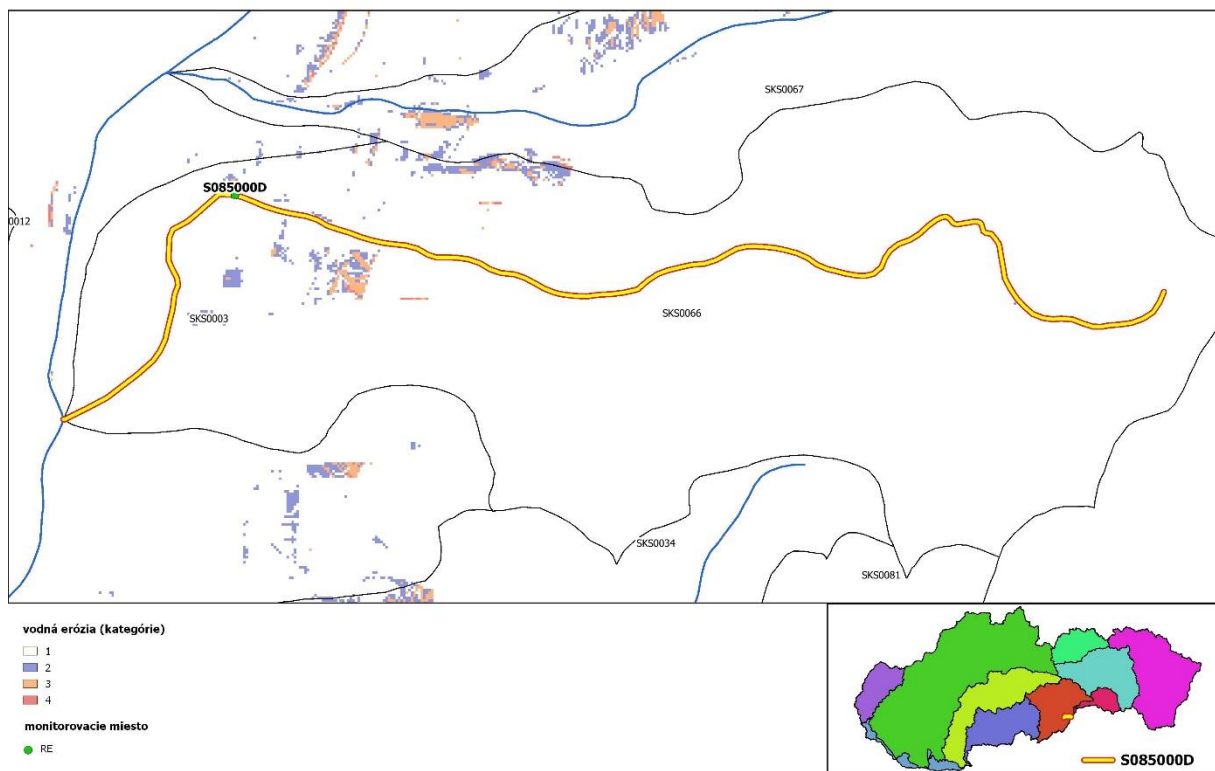 SKS0067
S085000D
0012
SKS0003
SKS0066
SKS0034
SKS0081
vodná erózia (kategórie)
1
2
3
4
monitorovacie miesto
RE
S085000D